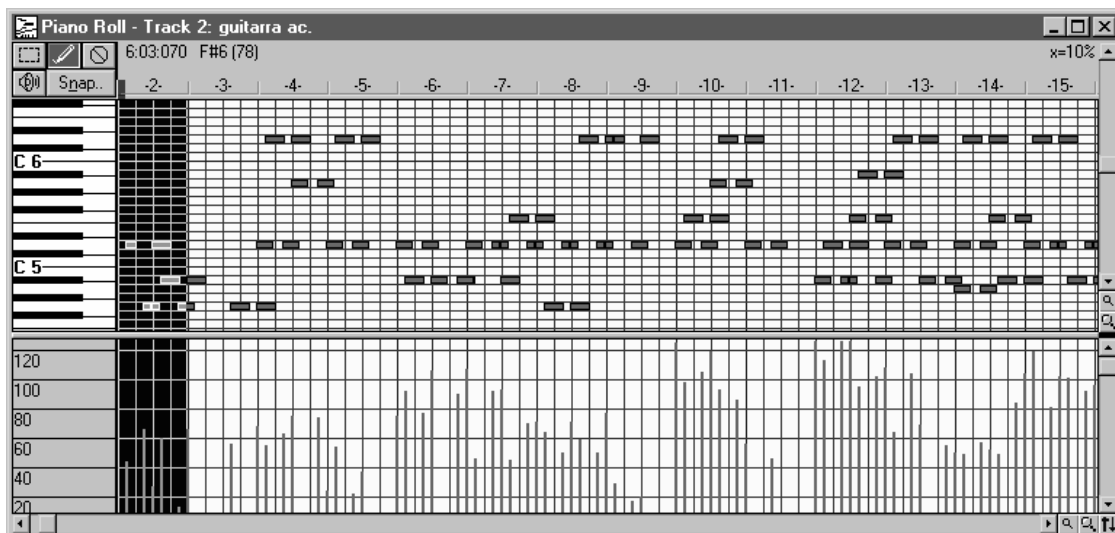 Piano Roll - Track 2: guitarra ac.
6:03:070 F#6 (78) x=10%
Snap.. -2- -3- -4- -5- -6- -7- -8- -9- -10- -11- -12- -13- -14- -15-
C 6
C 5
120
100
80
60
40
20